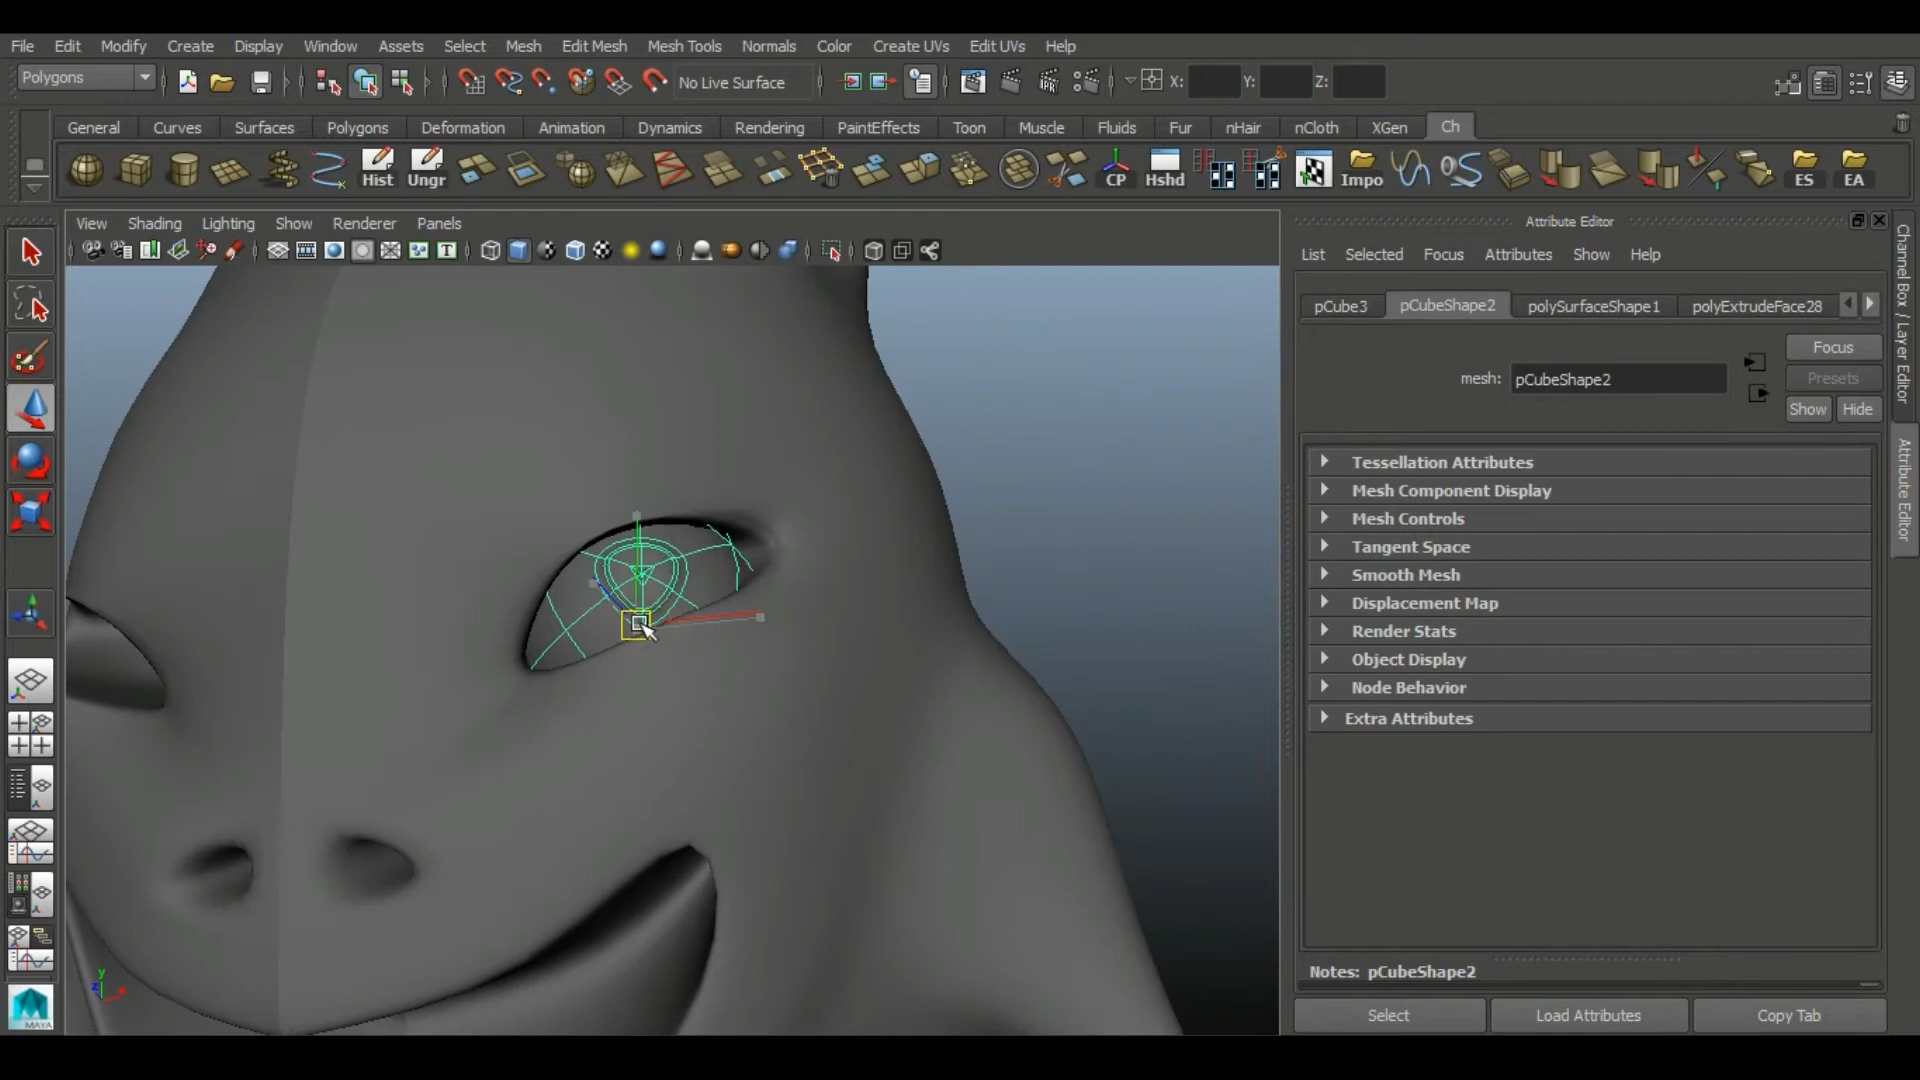 File Edit Modify Create Display Window Assets Select Mesh Edit Mesh Mesh Tools Normals Color Create UVs Edit UVs Help
Polygons No Live Surface X: Y: Z:
General Curves Surfaces Polygons Deformation Animation Dynamics Rendering PaintEffects Toon Muscle Fluids Fur nHair nCloth XGen Ch
Hist Ungr CP Hshd Impo ES EA
View Shading Lighting Show Renderer Panels
Attribute Editor
List Selected Focus Attributes Show Help
pCube3 pCubeShape2 polySurfaceShape1 polyExtrudeFace28
Focus
mesh: pCubeShape2
Presets
Show Hide
Tessellation Attributes
Mesh Component Display
Mesh Controls
Tangent Space
Smooth Mesh
Displacement Map
Render Stats
Object Display
Node Behavior
Extra Attributes
Notes: pCubeShape2
Select Load Attributes Copy Tab
Channel Box / Layer Editor
Attribute Editor
y
z
MAYA